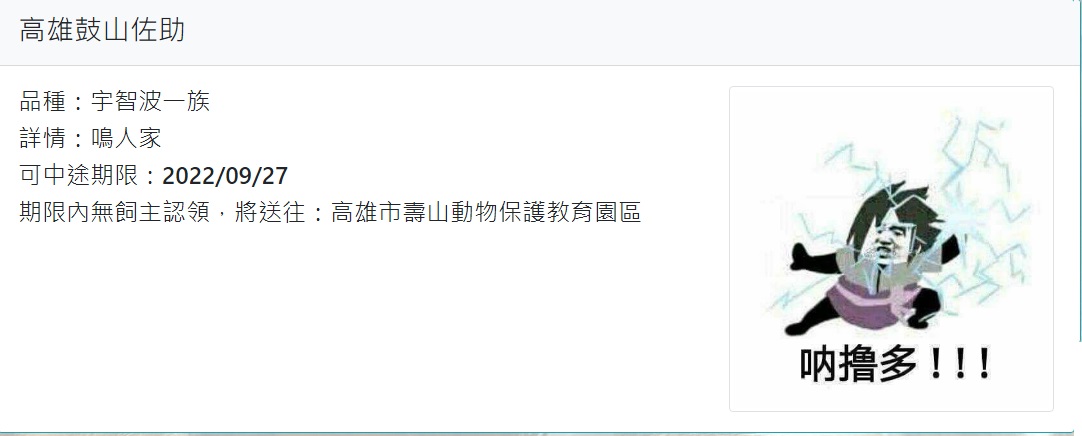 高雄鼓山佐助
品種：宇智波一族
詳情：鳴人家
可中途期限：2022/09/27
期限內無飼主認領，將送往：高雄市壽山動物保護教育園區
呐撸多！！！